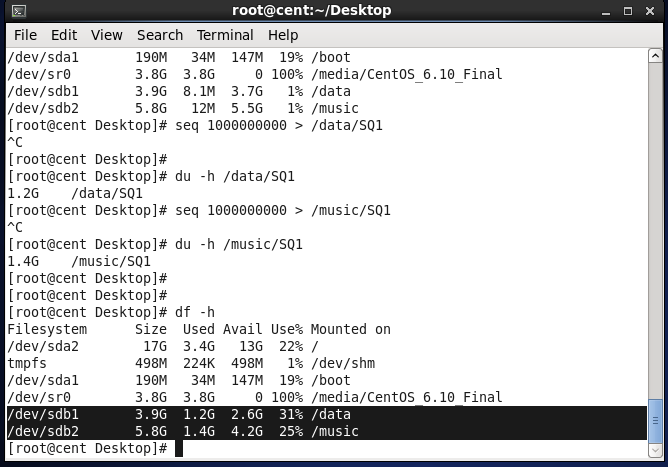 root@cent:~/Desktop
File Edit View Search Terminal Help
/dev/sda1       190M   34M  147M  19% /boot
/dev/sr0        3.8G  3.8G     0 100% /media/CentOS_6.10_Final
/dev/sdb1       3.9G  8.1M  3.7G   1% /data
/dev/sdb2       5.8G   12M  5.5G   1% /music
[root@cent Desktop]# seq 1000000000 > /data/SQ1
^C
[root@cent Desktop]#
[root@cent Desktop]# du -h /data/SQ1
1.2G    /data/SQ1
[root@cent Desktop]# seq 1000000000 > /music/SQ1
^C
[root@cent Desktop]# du -h /music/SQ1
1.4G    /music/SQ1
[root@cent Desktop]#
[root@cent Desktop]#
[root@cent Desktop]# df -h
Filesystem      Size  Used Avail Use% Mounted on
/dev/sda2        17G  3.4G   13G  22% /
tmpfs           498M  224K  498M   1% /dev/shm
/dev/sda1       190M   34M  147M  19% /boot
/dev/sr0        3.8G  3.8G     0 100% /media/CentOS_6.10_Final
/dev/sdb1       3.9G  1.2G  2.6G  31% /data
/dev/sdb2       5.8G  1.4G  4.2G  25% /music
[root@cent Desktop]#